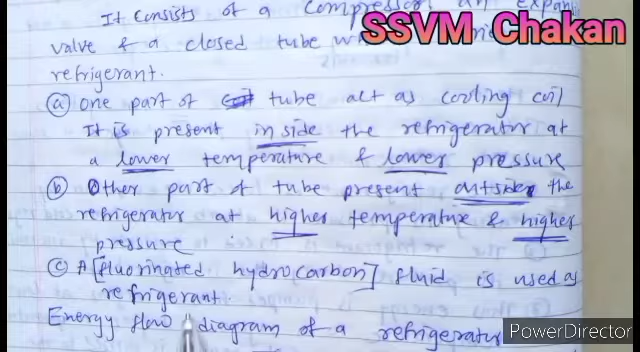 It consists of a compressor, an expansion
SSVM Chakan
valve & a closed tube
refrigerant.
(a) one part of tube act as cooling coil
It is present inside the refrigerator at
a lower temperature & lower pressure
(b) Other part of tube present outside the
refrigerator at higher temperature & higher
pressure
(c) A [fluorinated hydrocarbon] fluid is used as
refrigerant.
Energy flow diagram of a refrigerator
PowerDirector